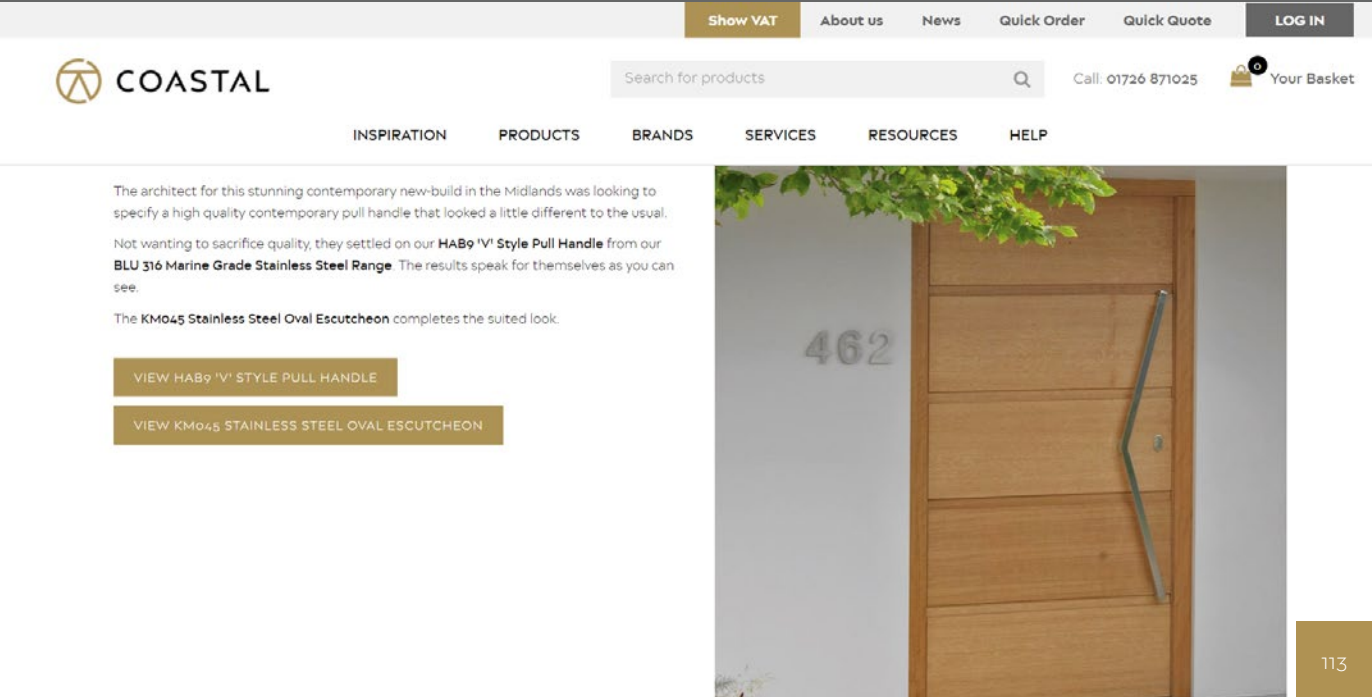 Show VAT
About us
News
Quick Order
Quick Quote
LOG IN
COASTAL
Search for products
Call: 01726 871025
0
Your Basket
INSPIRATION
PRODUCTS
BRANDS
SERVICES
RESOURCES
HELP
The architect for this stunning contemporary new-build in the Midlands was looking to
specify a high quality contemporary pull handle that looked a little different to the usual.
Not wanting to sacrifice quality, they settled on our HAB9 'V' Style Pull Handle from our
BLU 316 Marine Grade Stainless Steel Range. The results speak for themselves as you can
see.
The KM045 Stainless Steel Oval Escutcheon completes the suited look.
VIEW HAB9 'V' STYLE PULL HANDLE
VIEW KM045 STAINLESS STEEL OVAL ESCUTCHEON
462
113